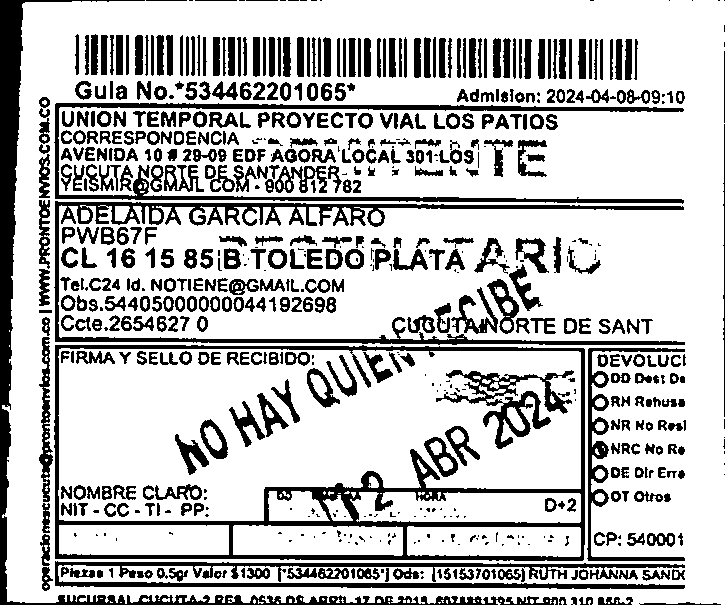 Guia No.*534462201065*
Admision: 2024-04-08-09:10
UNION TEMPORAL PROYECTO VIAL LOS PATIOS
CORRESPONDENCIA
AVENIDA 10 # 29-09 EDF AGORA LOCAL 301 LOS
CUCUTA NORTE DE SANTANDER
YEISMIR@GMAIL COM - 900 812 782
ADELAIDA GARCIA ALFARO
PWB67F
CL 16 15 85 B TOLEDO PLATA
DESTINATARIO
Tel.C24 Id. NOTIENE@GMAIL.COM
Obs.54405000000044192698
Ccte.2654627 0
CUCUTA NORTE DE SANT
NO HAY QUIEN RECIBE
12 ABR 2024
FIRMA Y SELLO DE RECIBIDO:
NOMBRE CLARO:
NIT - CC - TI - PP:
HORA
D+2
DEVOLUCI
DD Dest De
RH Rehusa
NR No Resi
NRC No Re
DE Dir Erra
OT Otros
CP: 540001
Piezas 1 Peso 0.5gr Valor $1300 [*534462201065*] Ods: [15153701065] RUTH JOHANNA SAND
operacionescucuta@prontoenvios.com.co | WWW.PRONTOENVIOS.COM.CO